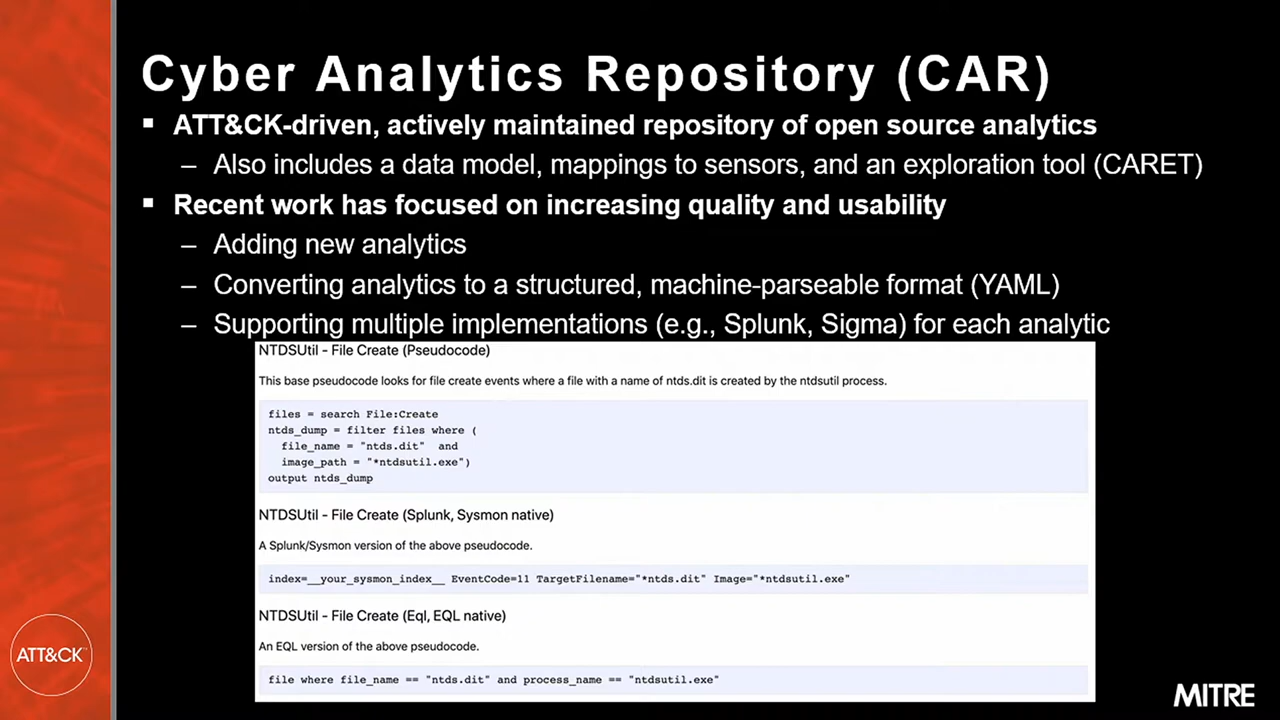 Cyber Analytics Repository (CAR)
▪ ATT&CK-driven, actively maintained repository of open source analytics
– Also includes a data model, mappings to sensors, and an exploration tool (CARET)
▪ Recent work has focused on increasing quality and usability
– Adding new analytics
– Converting analytics to a structured, machine-parseable format (YAML)
– Supporting multiple implementations (e.g., Splunk, Sigma) for each analytic
NTDSUtil - File Create (Pseudocode)
This base pseudocode looks for file create events where a file with a name of ntds.dit is created by the ntdsutil process.
files = search File:Create
ntds_dump = filter files where (
  file_name = "ntds.dit"  and
  image_path = "*ntdsutil.exe")
output ntds_dump
NTDSUtil - File Create (Splunk, Sysmon native)
A Splunk/Sysmon version of the above pseudocode.
index=__your_sysmon_index__ EventCode=11 TargetFilename="*ntds.dit" Image="*ntdsutil.exe"
NTDSUtil - File Create (Eql, EQL native)
An EQL version of the above pseudocode.
file where file_name == "ntds.dit" and process_name == "ntdsutil.exe"
ATT&CK™
MITRE